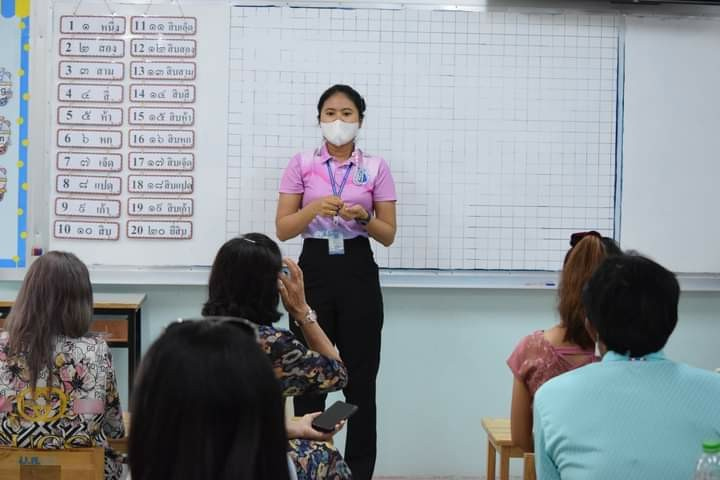 1 ๑ หนึ่ง
2 ๒ สอง
3 ๓ สาม
4 ๔ สี่
5 ๕ ห้า
6 ๖ หก
7 ๗ เจ็ด
8 ๘ แปด
9 ๙ เก้า
10 ๑๐ สิบ
11 ๑๑ สิบเอ็ด
12 ๑๒ สิบสอง
13 ๑๓ สิบสาม
14 ๑๔ สิบสี่
15 ๑๕ สิบห้า
16 ๑๖ สิบหก
17 ๑๗ สิบเจ็ด
18 ๑๘ สิบแปด
19 ๑๙ สิบเก้า
20 ๒๐ ยี่สิบ